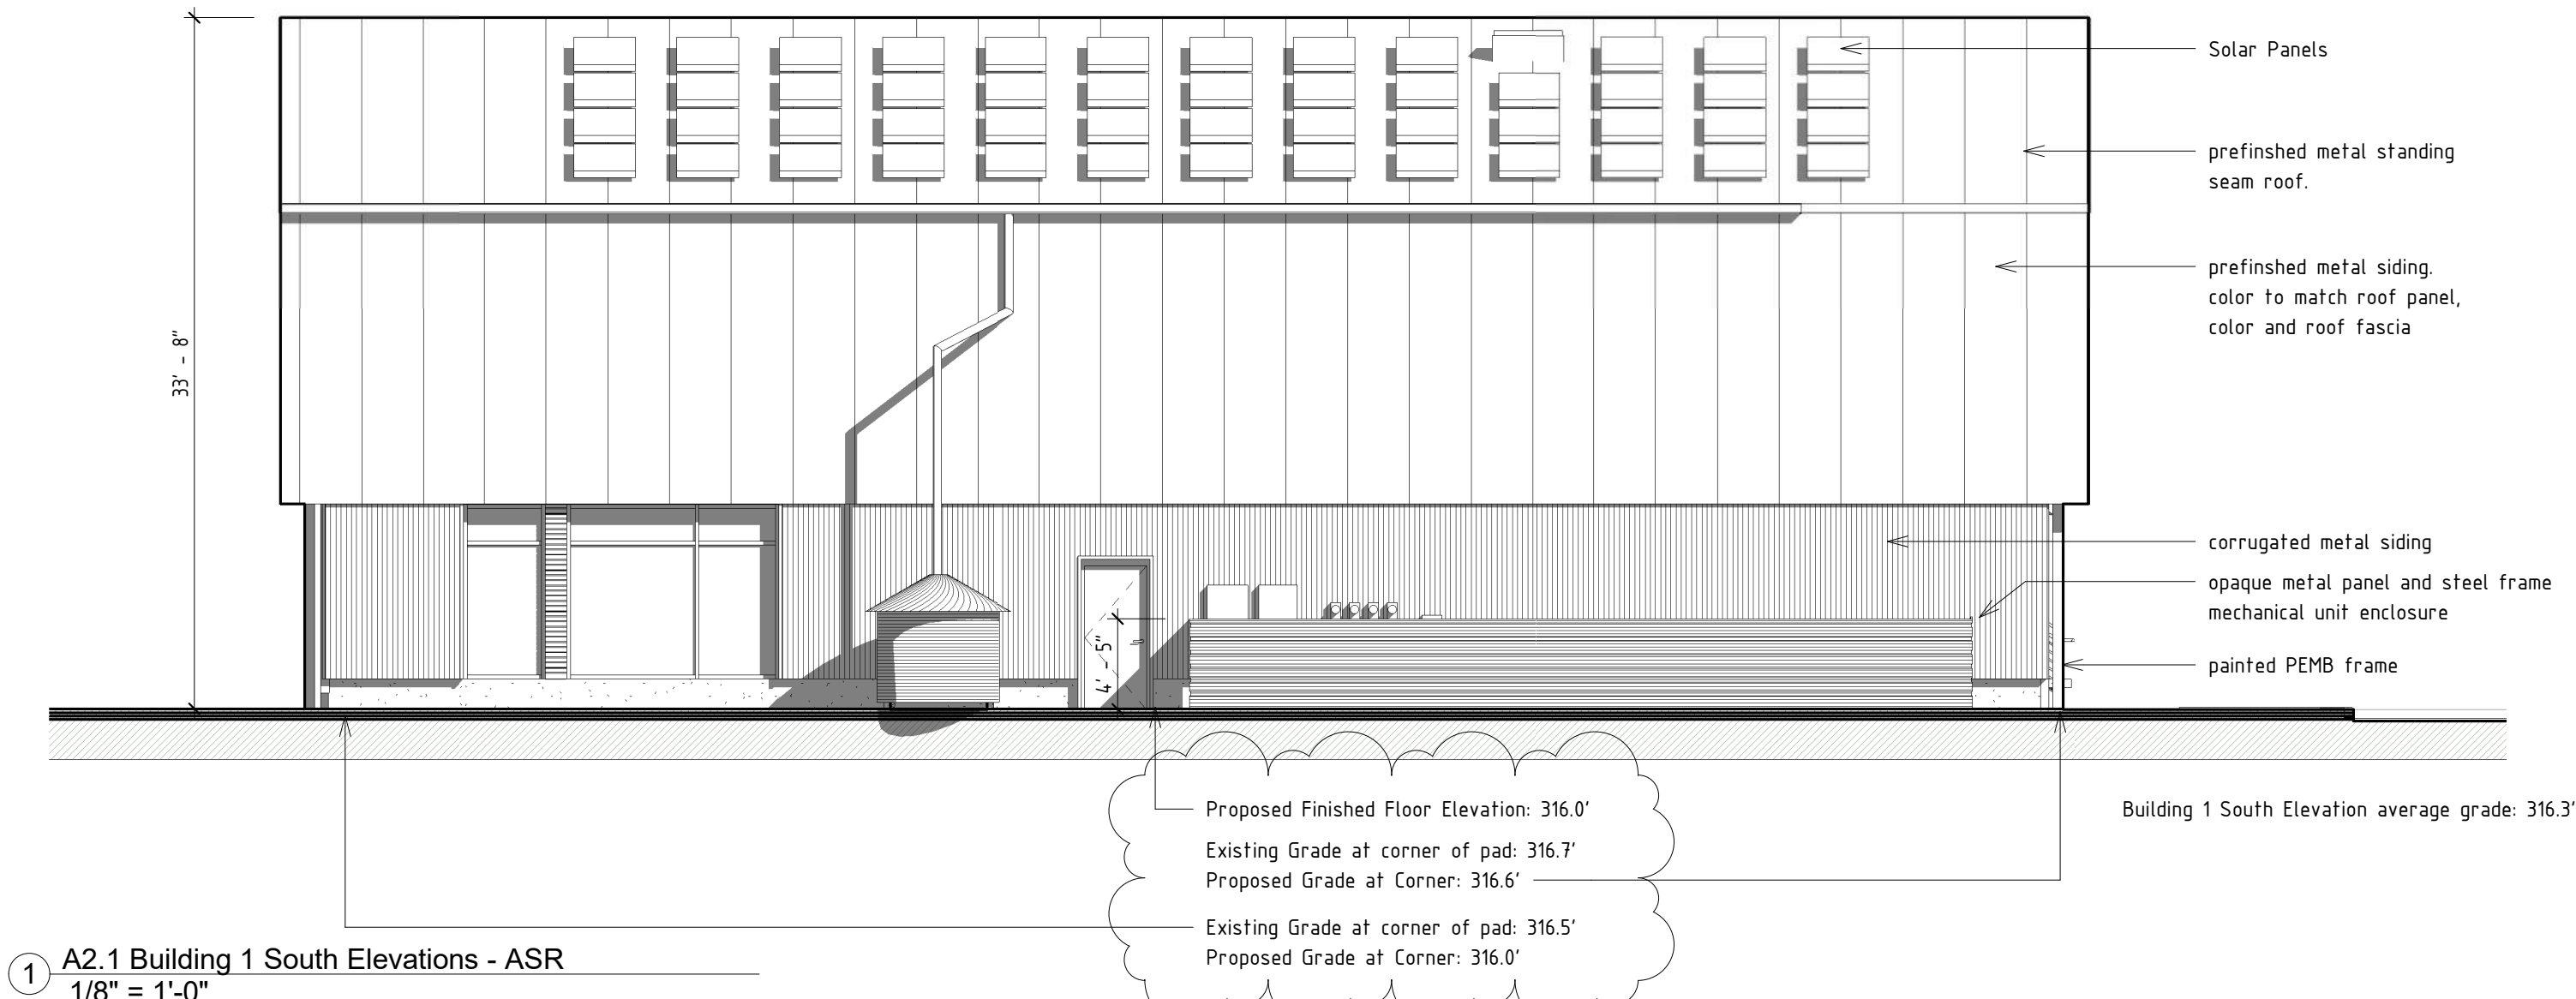 Solar Panels
prefinshed metal standing
seam roof.
prefinshed metal siding.
color to match roof panel,
color and roof fascia
33' - 8"
corrugated metal siding
opaque metal panel and steel frame
mechanical unit enclosure
4' - 5"
painted PEMB frame
Proposed Finished Floor Elevation: 316.0'
Building 1 South Elevation average grade: 316.3'
Existing Grade at corner of pad: 316.7'
Proposed Grade at Corner: 316.6'
Existing Grade at corner of pad: 316.5'
Proposed Grade at Corner: 316.0'
1 A2.1 Building 1 South Elevations - ASR
1/8" = 1'-0"